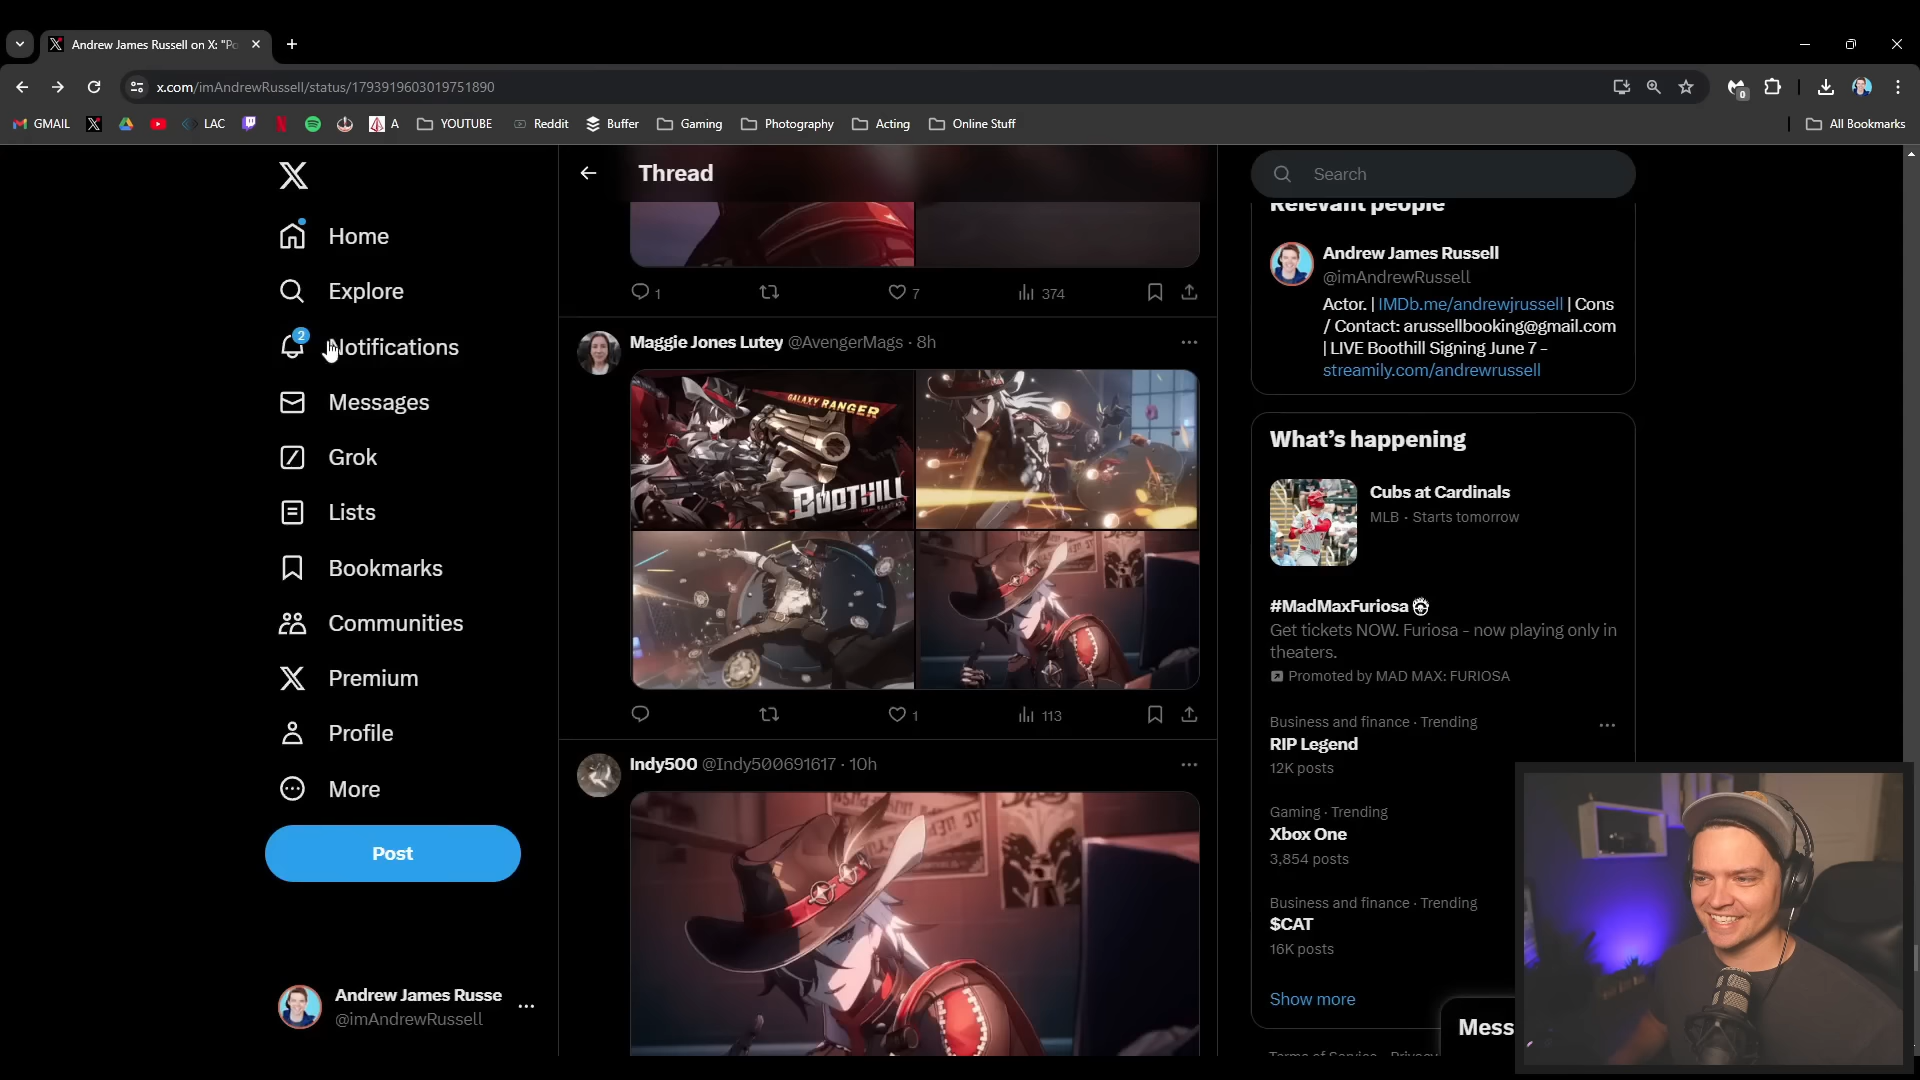 Andrew James Russell on X: "Po
x.com/imAndrewRussell/status/1793919603019751890
0
GMAIL
LAC
A
YOUTUBE
Reddit
Buffer
Gaming
Photography
Acting
Online Stuff
All Bookmarks
Home
Explore
2
Notifications
Messages
Grok
Lists
Bookmarks
Communities
Premium
Profile
More
Post
Andrew James Russe
@imAndrewRussell
Thread
1
7
374
Maggie Jones Lutey @AvengerMags · 8h
GALAXY RANGER
BOOTHILL
1
113
Indy500 @Indy500691617 · 10h
Search
Relevant people
Andrew James Russell
@imAndrewRussell
Actor. | IMDb.me/andrewjrussell | Cons
/ Contact: arussellbooking@gmail.com
| LIVE Boothill Signing June 7 -
streamily.com/andrewrussell
What's happening
Cubs at Cardinals
MLB · Starts tomorrow
#MadMaxFuriosa
Get tickets NOW. Furiosa - now playing only in
theaters.
Promoted by MAD MAX: FURIOSA
Business and finance · Trending
RIP Legend
12K posts
Gaming · Trending
Xbox One
3,854 posts
Business and finance · Trending
$CAT
16K posts
Show more
Mess